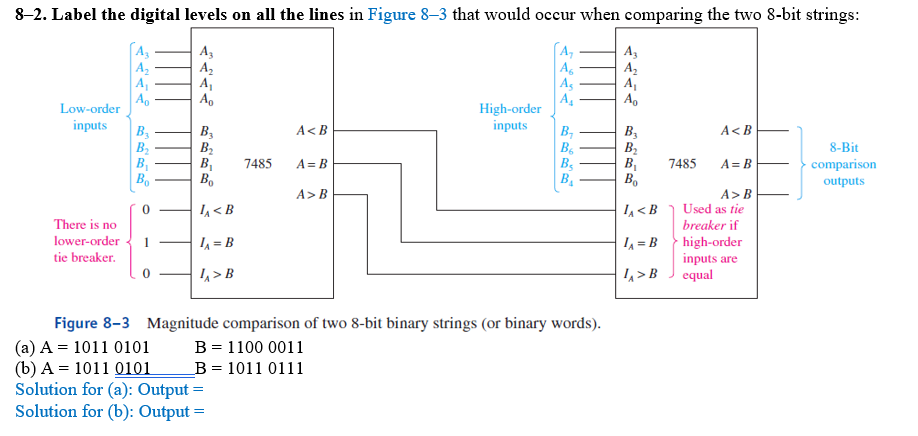 8–2. Label the digital levels on all the lines in Figure 8–3 that would occur when comparing the two 8-bit strings:
Low-order
inputs
A₃
A₂
A₁
A₀
B₃
B₂
B₁
B₀
There is no
lower-order
tie breaker.
0
1
0
A₃
A₂
A₁
A₀
B₃
B₂
B₁
B₀
7485
A < B
A = B
A > B
I_A < B
I_A = B
I_A > B
High-order
inputs
A₇
A₆
A₅
A₄
B₇
B₆
B₅
B₄
A₃
A₂
A₁
A₀
B₃
B₂
B₁
B₀
7485
A < B
A = B
A > B
I_A < B
I_A = B
I_A > B
Used as tie
breaker if
high-order
inputs are
equal
8-Bit
comparison
outputs
Figure 8–3 Magnitude comparison of two 8-bit binary strings (or binary words).
(a) A = 1011 0101 B = 1100 0011
(b) A = 1011 0101 B = 1011 0111
Solution for (a): Output =
Solution for (b): Output =